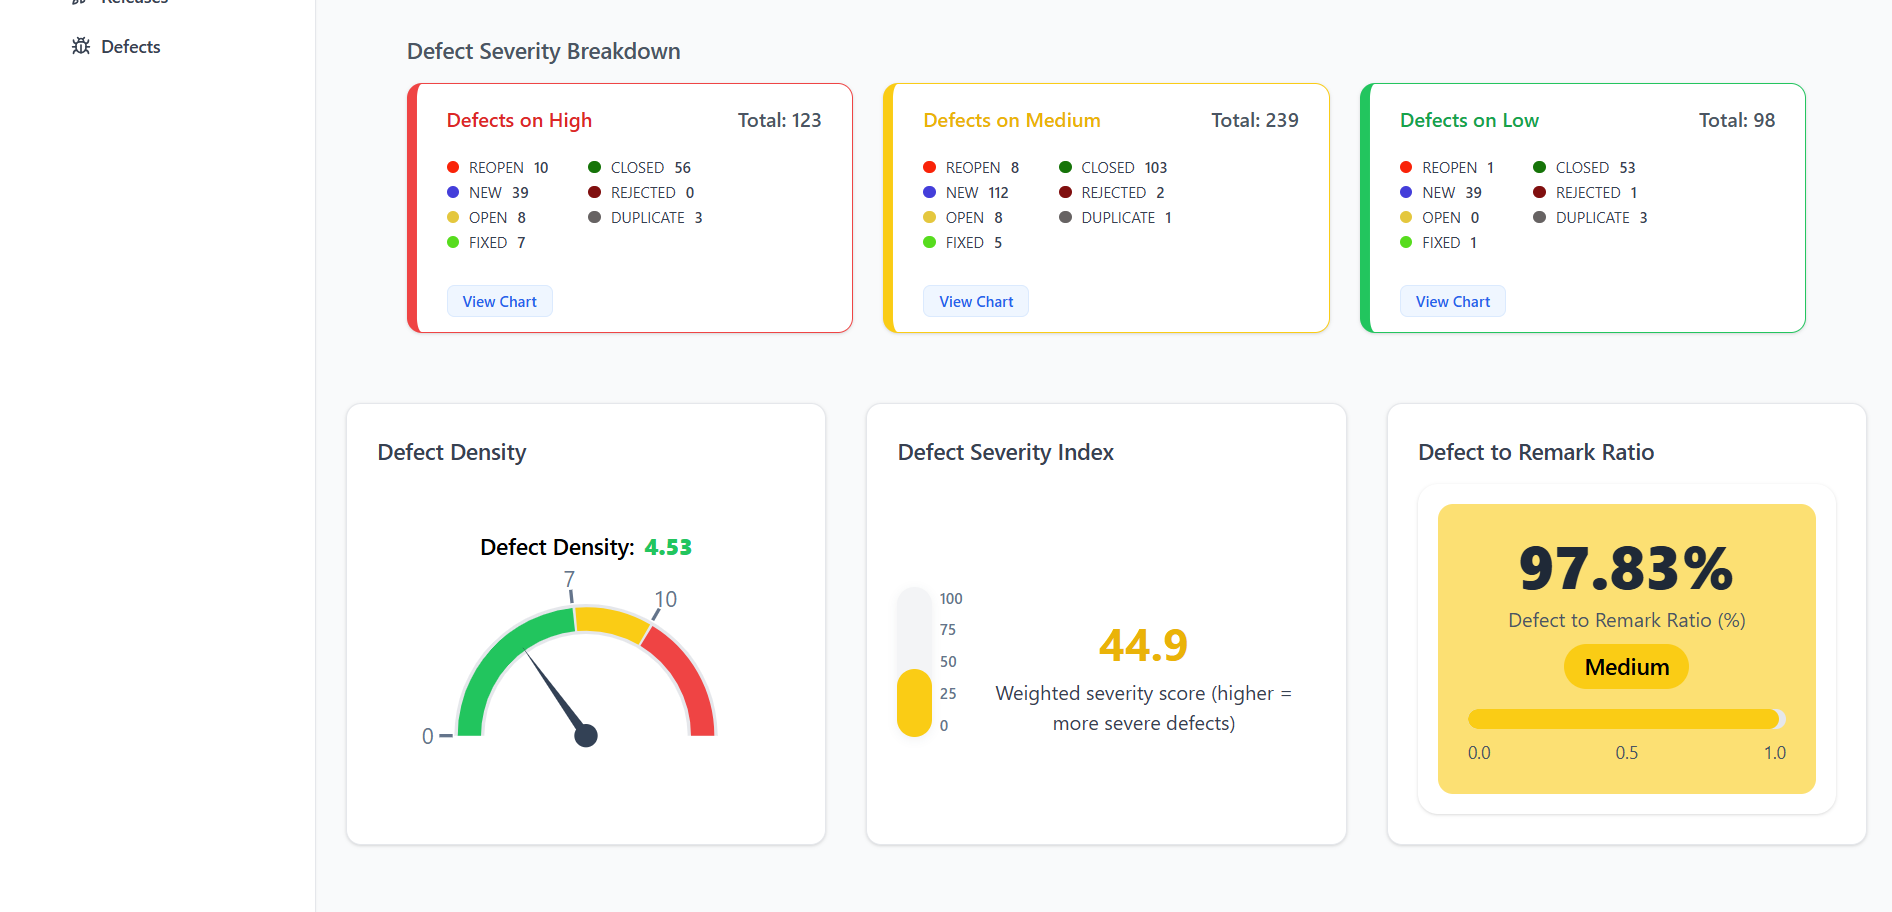 Releases
Defects
Defect Severity Breakdown
Defects on High Total: 123
REOPEN 10 CLOSED 56
NEW 39 REJECTED 0
OPEN 8 DUPLICATE 3
FIXED 7
View Chart
Defects on Medium Total: 239
REOPEN 8 CLOSED 103
NEW 112 REJECTED 2
OPEN 8 DUPLICATE 1
FIXED 5
View Chart
Defects on Low Total: 98
REOPEN 1 CLOSED 53
NEW 39 REJECTED 1
OPEN 0 DUPLICATE 3
FIXED 1
View Chart
Defect Density
Defect Density: 4.53
7
10
0
Defect Severity Index
100
75
50
25
0
44.9
Weighted severity score (higher =
more severe defects)
Defect to Remark Ratio
97.83%
Defect to Remark Ratio (%)
Medium
0.0 0.5 1.0